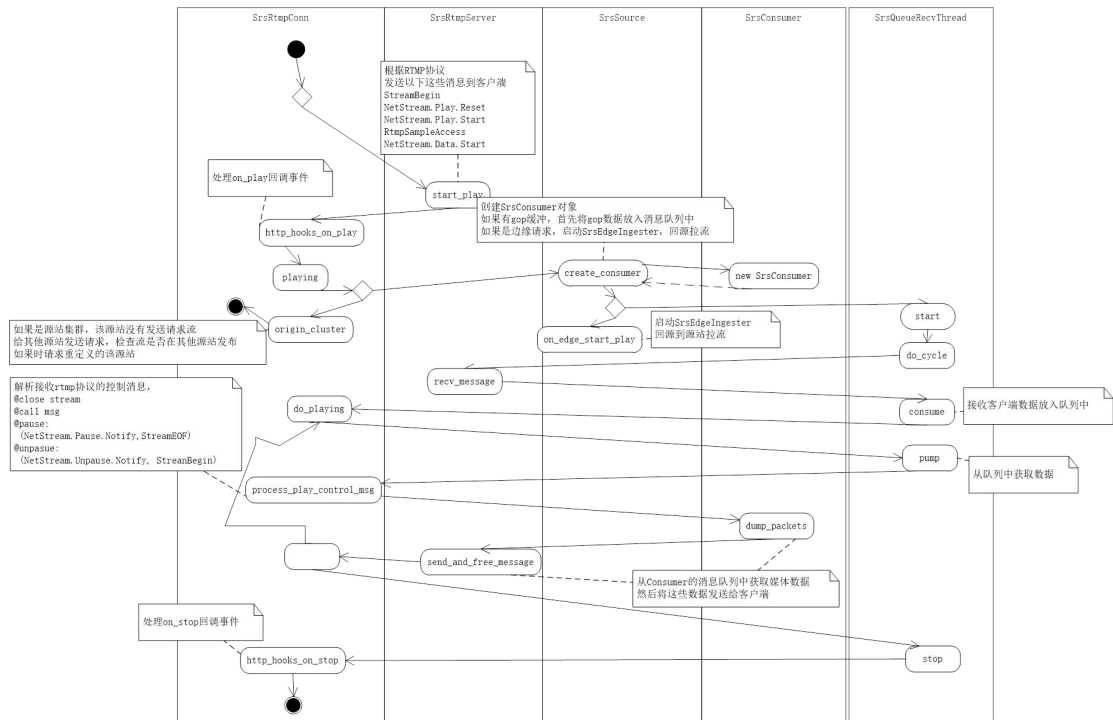 SrsRtmpConn
SrsRtmpServer
SrsSource
SrsConsumer
SrsQueueRecvThread
根据RTMP协议
发送以下这些消息到客户端
StreamBegin
NetStream.Play.Reset
NetStream.Play.Start
RtmpSampleAccess
NetStream.Data.Start
处理on_play回调事件
start_play
创建SrsConsumer对象
如果有gop缓冲，首先将gop数据放入消息队列中
如果是边缘请求，启动SrsEdgeIngester，回源拉流
http_hooks_on_play
playing
create_consumer
new SrsConsumer
origin_cluster
start
如果是源站集群，该源站没有发送请求流
给其他源站发送请求，检查流是否在其他源站发布
如果时请求重定义的该源站
启动SrsEdgeIngester
回源到源站拉流
on_edge_start_play
do_cycle
recv_message
解析接收rtmp协议的控制消息，
@close stream
@call msg
@pause:
(NetStream.Pause.Notify,StreamEOF)
@unpasue:
(NetStream.Unpause.Notify, StreanBegin)
do_playing
consume
接收客户端数据放入队列中
pump
从队列中获取数据
process_play_control_msg
dump_packets
send_and_free_message
从Consumer的消息队列中获取媒体数据
然后将这些数据发送给客户端
处理on_stop回调事件
http_hooks_on_stop
stop